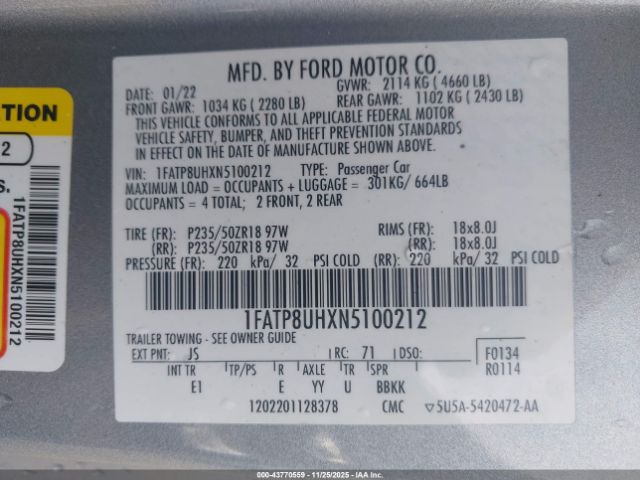 MFD. BY FORD MOTOR CO.
DATE: 01/22 GVWR: 2114 KG ( 4660 LB)
FRONT GAWR: 1034 KG ( 2280 LB) REAR GAWR: 1102 KG ( 2430 LB)
THIS VEHICLE CONFORMS TO ALL APPLICABLE FEDERAL MOTOR
VEHICLE SAFETY, BUMPER, AND THEFT PREVENTION STANDARDS
IN EFFECT ON THE DATE OF MANUFACTURE SHOWN ABOVE.
VIN: 1FATP8UHXN5100212 TYPE: Passenger Car
MAXIMUM LOAD = OCCUPANTS + LUGGAGE = 301KG/ 664LB
OCCUPANTS = 4 TOTAL; 2 FRONT, 2 REAR
TIRE (FR): P235/50ZR18 97W RIMS (FR): 18x8.0J
(RR): P235/50ZR18 97W (RR): 18x8.0J
PRESSURE (FR): 220 kPa/ 32 PSI COLD (RR): 220 kPa/ 32 PSI COLD
1FATP8UHXN5100212
TRAILER TOWING - SEE OWNER GUIDE
EXT PNT: JS RC: 71 DSO: F0134
INT TR TP/PS R AXLE TR SPR R0114
E1 E YY U BBKK
1202201128378 CMC 5U5A-5420472-AA
TION
2
S.
1FATP8UHXN5100212
000-43770559 — 11/25/2025 — IAA Inc.